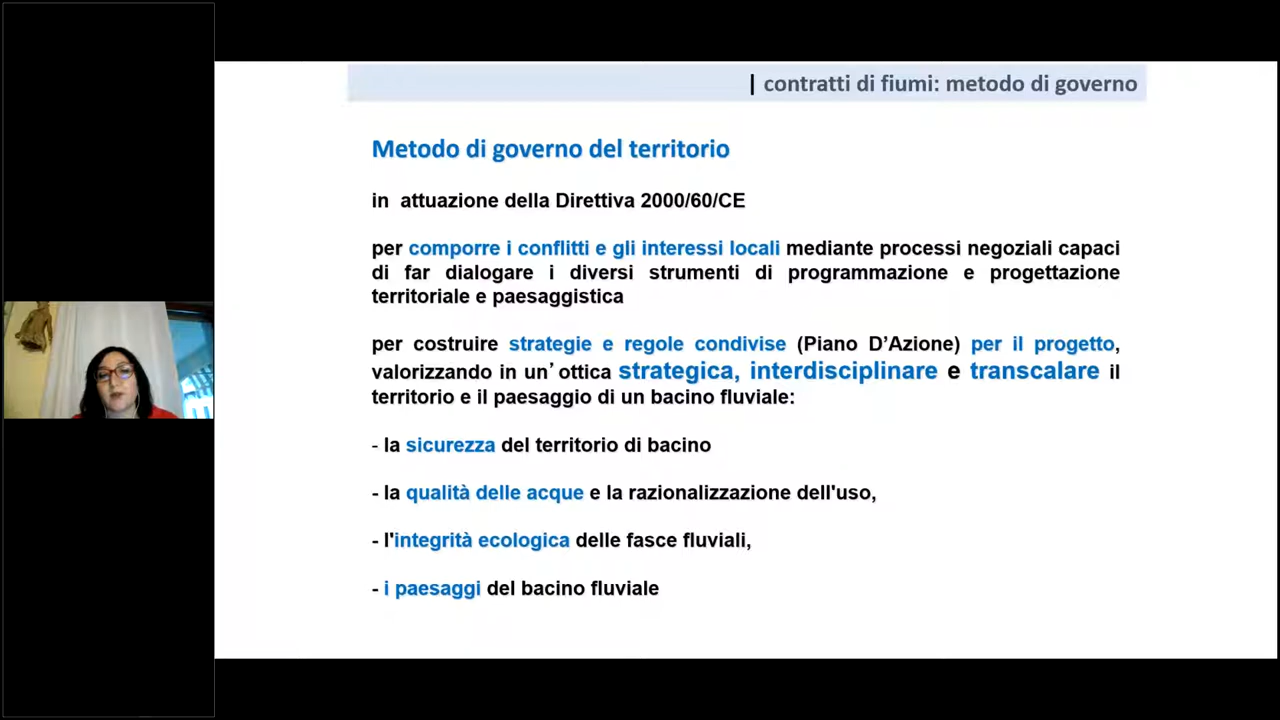 | contratti di fiumi: metodo di governo
Metodo di governo del territorio
in attuazione della Direttiva 2000/60/CE
per comporre i conflitti e gli interessi locali mediante processi negoziali capaci
di far dialogare i diversi strumenti di programmazione e progettazione
territoriale e paesaggistica
per costruire strategie e regole condivise (Piano D’Azione) per il progetto,
valorizzando in un’ottica strategica, interdisciplinare e transcalare il
territorio e il paesaggio di un bacino fluviale:
- la sicurezza del territorio di bacino
- la qualità delle acque e la razionalizzazione dell'uso,
- l'integrità ecologica delle fasce fluviali,
- i paesaggi del bacino fluviale